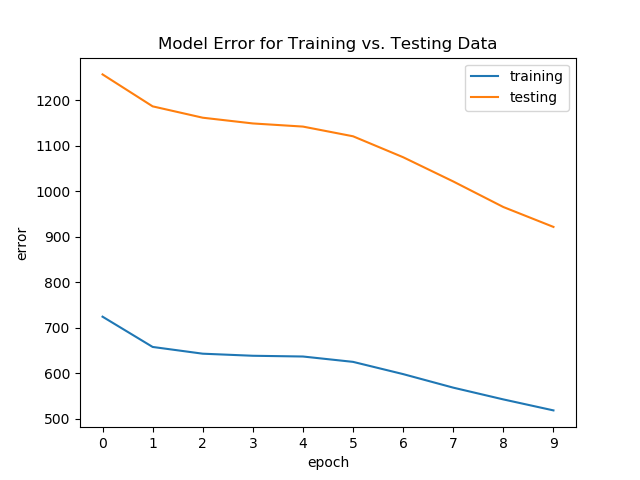 Model Error for Training vs. Testing Data
training
testing
1200
1100
1000
900
800
700
600
500
error
0 1 2 3 4 5 6 7 8 9
epoch